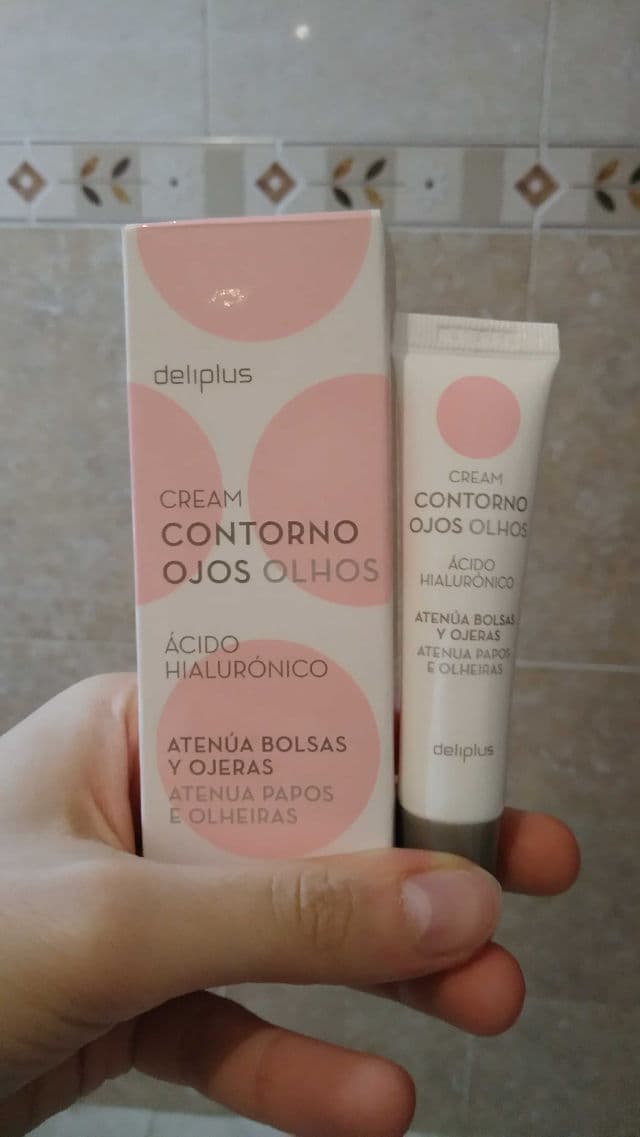 deliplus
CREAM
CONTORNO
OJOS OLHOS
ÁCIDO
HIALURÓNICO
ATENÚA BOLSAS
Y OJERAS
ATENUA PAPOS
E OLHEIRAS
CREAM
CONTORNO
OJOS OLHOS
ÁCIDO
HIALURÓNICO
ATENÚA BOLSAS
Y OJERAS
ATENUA PAPOS
E OLHEIRAS
deliplus